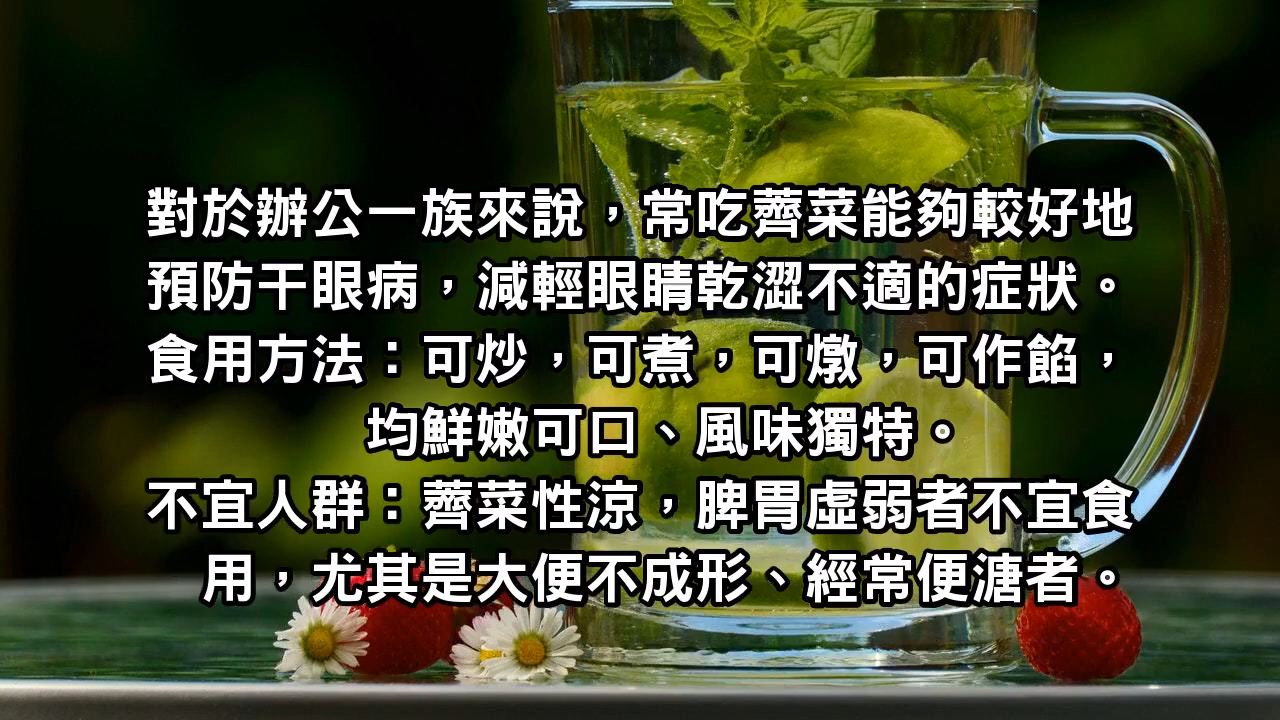 對於辦公一族來說，常吃薺菜能夠較好地
預防干眼病，減輕眼睛乾澀不適的症狀。
食用方法：可炒，可煮，可燉，可作餡，
均鮮嫩可口、風味獨特。
不宜人群：薺菜性涼，脾胃虛弱者不宜食
用，尤其是大便不成形、經常便溏者。